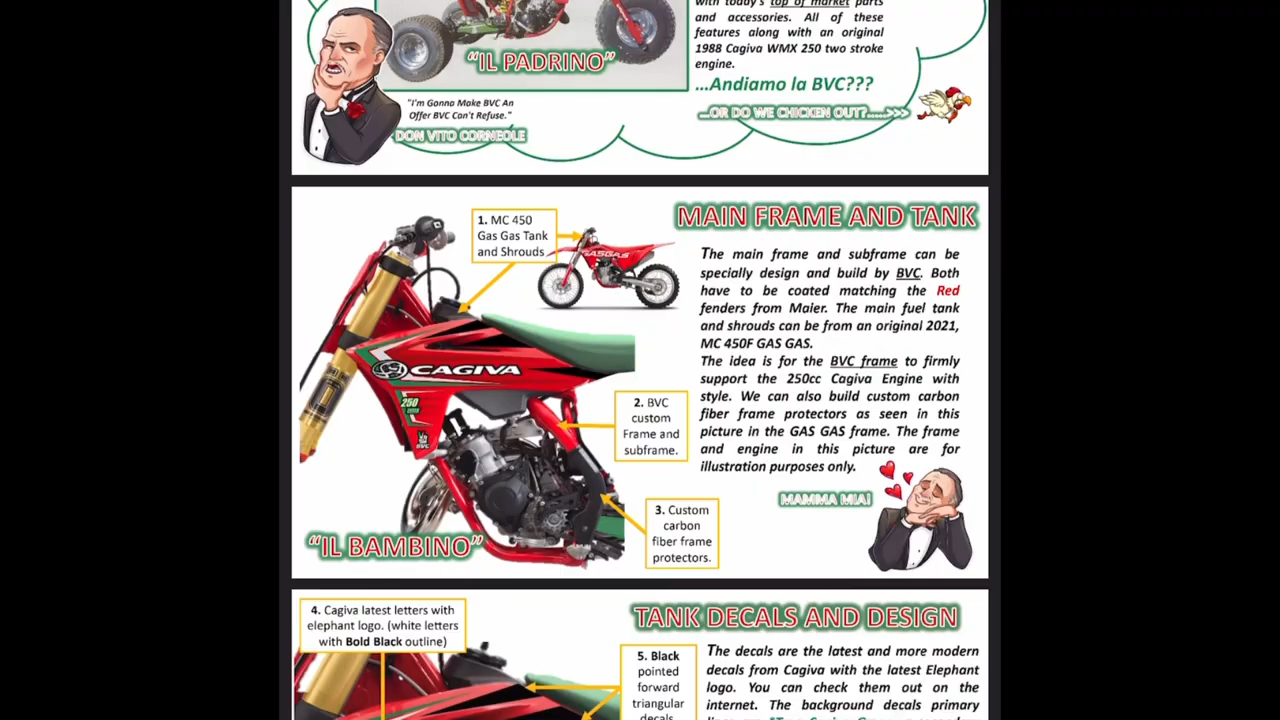 with today's top of market parts
and accessories. All of these
features along with an original
1988 Cagiva WMX 250 two stroke
engine.
"IL PADRINO"
...Andiamo la BVC???
"I'm Gonna Make BVC An
Offer BVC Can't Refuse."
...OR DO WE CHICKEN OUT?.....>>>
DON VITO CORNEOLE
MAIN FRAME AND TANK
1. MC 450
Gas Gas Tank
and Shrouds
GASGAS
The main frame and subframe can be
specially design and build by BVC. Both
have to be coated matching the Red
fenders from Maier. The main fuel tank
and shrouds can be from an original 2021,
MC 450F GAS GAS.
The idea is for the BVC frame to firmly
support the 250cc Cagiva Engine with
style. We can also build custom carbon
fiber frame protectors as seen in this
picture in the GAS GAS frame. The frame
and engine in this picture are for
illustration purposes only.
CAGIVA
250
BVC
2. BVC
custom
Frame and
subframe.
MAMMA MIA!
3. Custom
carbon
fiber frame
protectors.
"IL BAMBINO"
4. Cagiva latest letters with
elephant logo. (white letters
with Bold Black outline)
TANK DECALS AND DESIGN
5. Black
pointed
forward
triangular
decals
The decals are the latest and more modern
decals from Cagiva with the latest Elephant
logo. You can check them out on the
internet. The background decals primary